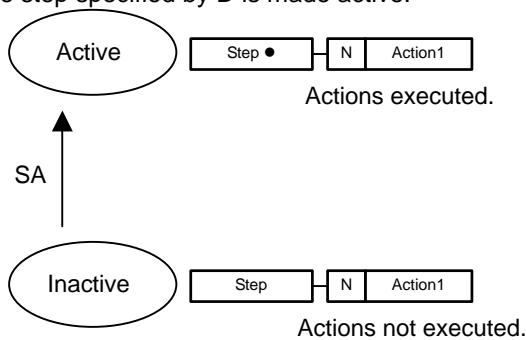 step specified by D is made active.
Active
Step ● N Action1
Actions executed.
SA
Inactive
Step N Action1
Actions not executed.